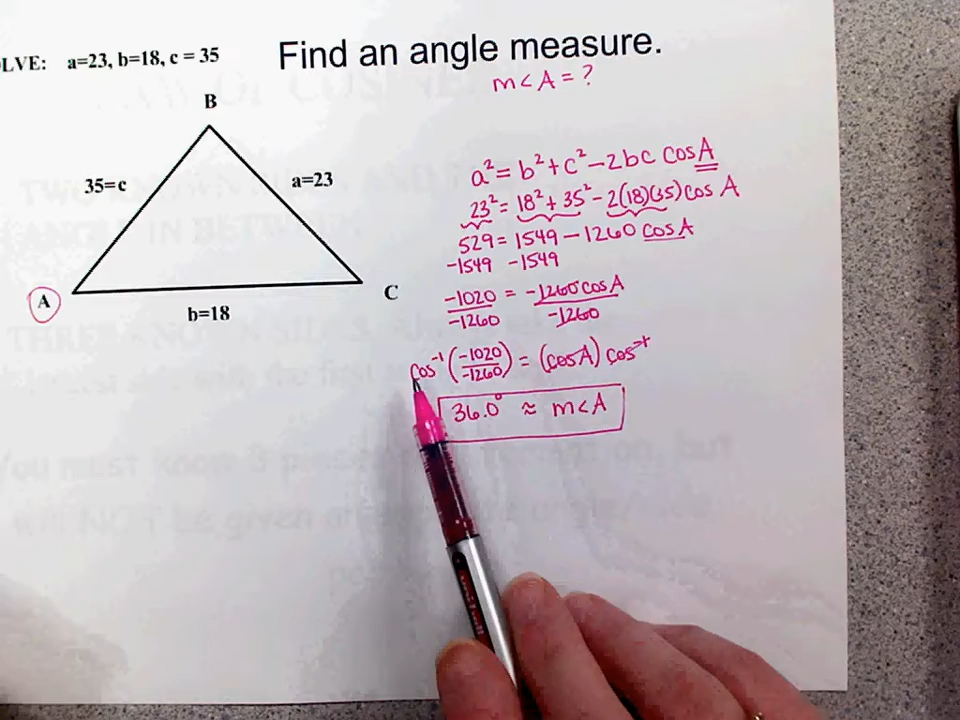 LVE: a=23, b=18, c = 35
Find an angle measure.
m<A = ?
B
35=c
a=23
A
C
b=18
a² = b² + c² - 2bc cos A
23² = 18² + 35² - 2(18)(35) cos A
529 = 1549 - 1260 cos A
-1549 -1549
-1020 = -1260 cos A
-1260 -1260
cos⁻¹ (-1020/-1260) = (cos A) cos⁻¹
36.0° ≈ m<A